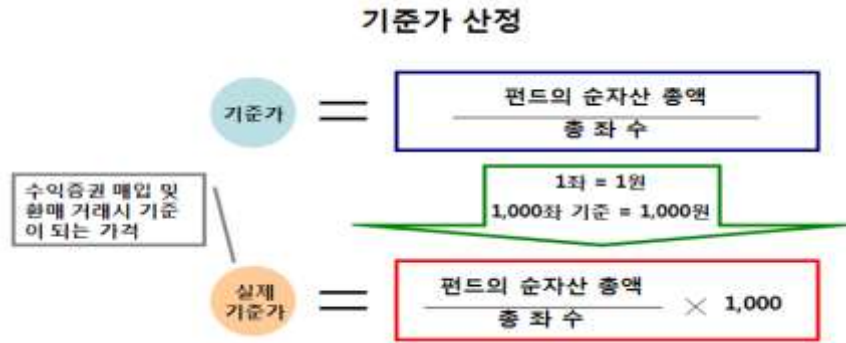 기준가 산정
기준가
=
펀드의 순자산 총액
총 좌 수
1좌 = 1원
1,000좌 기준 = 1,000원
수익증권 매입 및
환매 거래시 기준
이 되는 가격
실제
기준가
=
펀드의 순자산 총액
총 좌 수
× 1,000